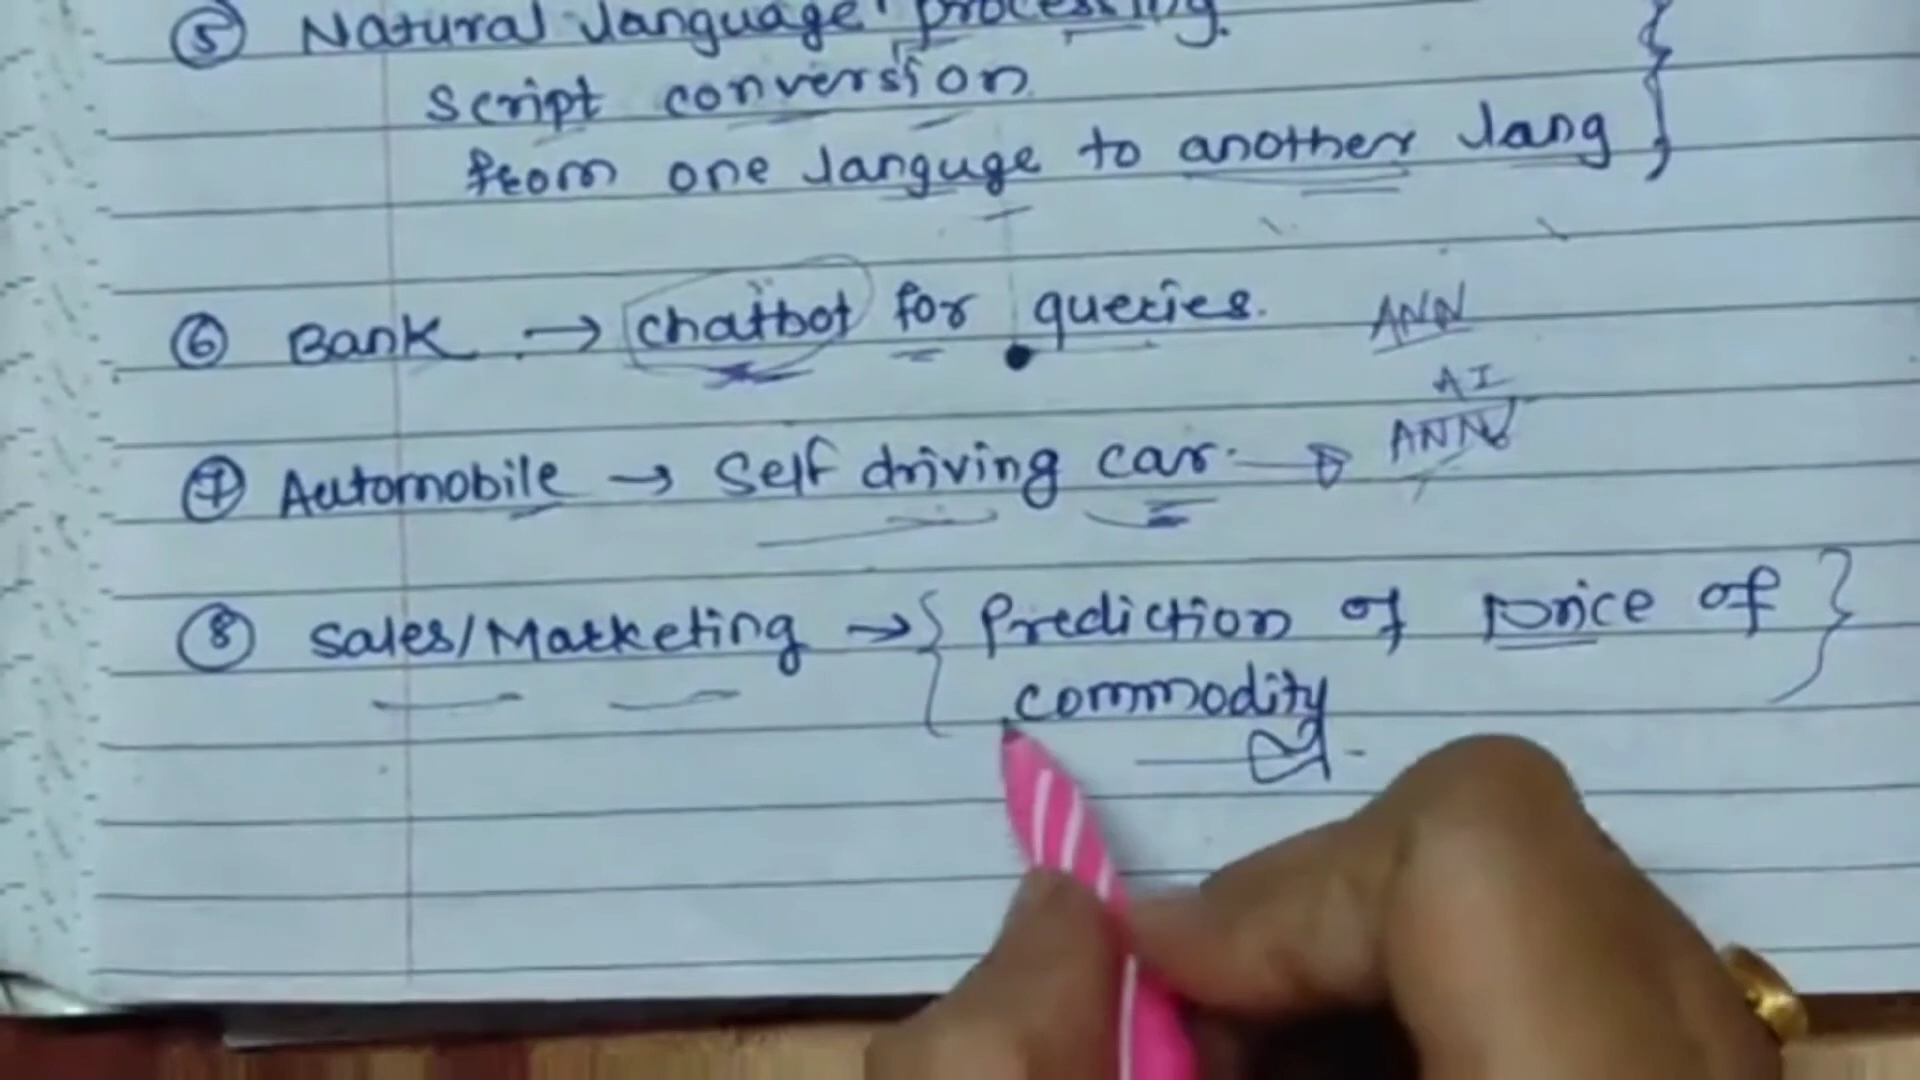 ⑤ Natural language processing.
script conversion
from one languge to another lang }
⑥ Bank → chatbot for queries. ANN
AI
⑦ Automobile → Self driving car. → ANN
⑧ Sales/Marketing → { Prediction of price of }
commodity